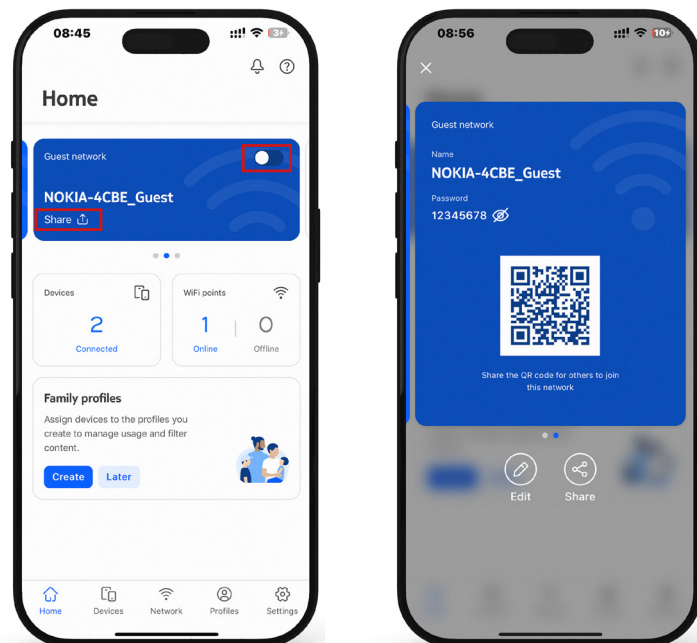 08:45
3
Home
Guest network
NOKIA-4CBE_Guest
Share
Devices
2
Connected
WiFi points
1
Online
0
Offline
Family profiles
Assign devices to the profiles you
create to manage usage and filter
content.
Create
Later
Home
Devices
Network
Profiles
Settings
08:56
10
Guest network
Name
NOKIA-4CBE_Guest
Password
12345678
Share the QR code for others to join
this network
Edit
Share